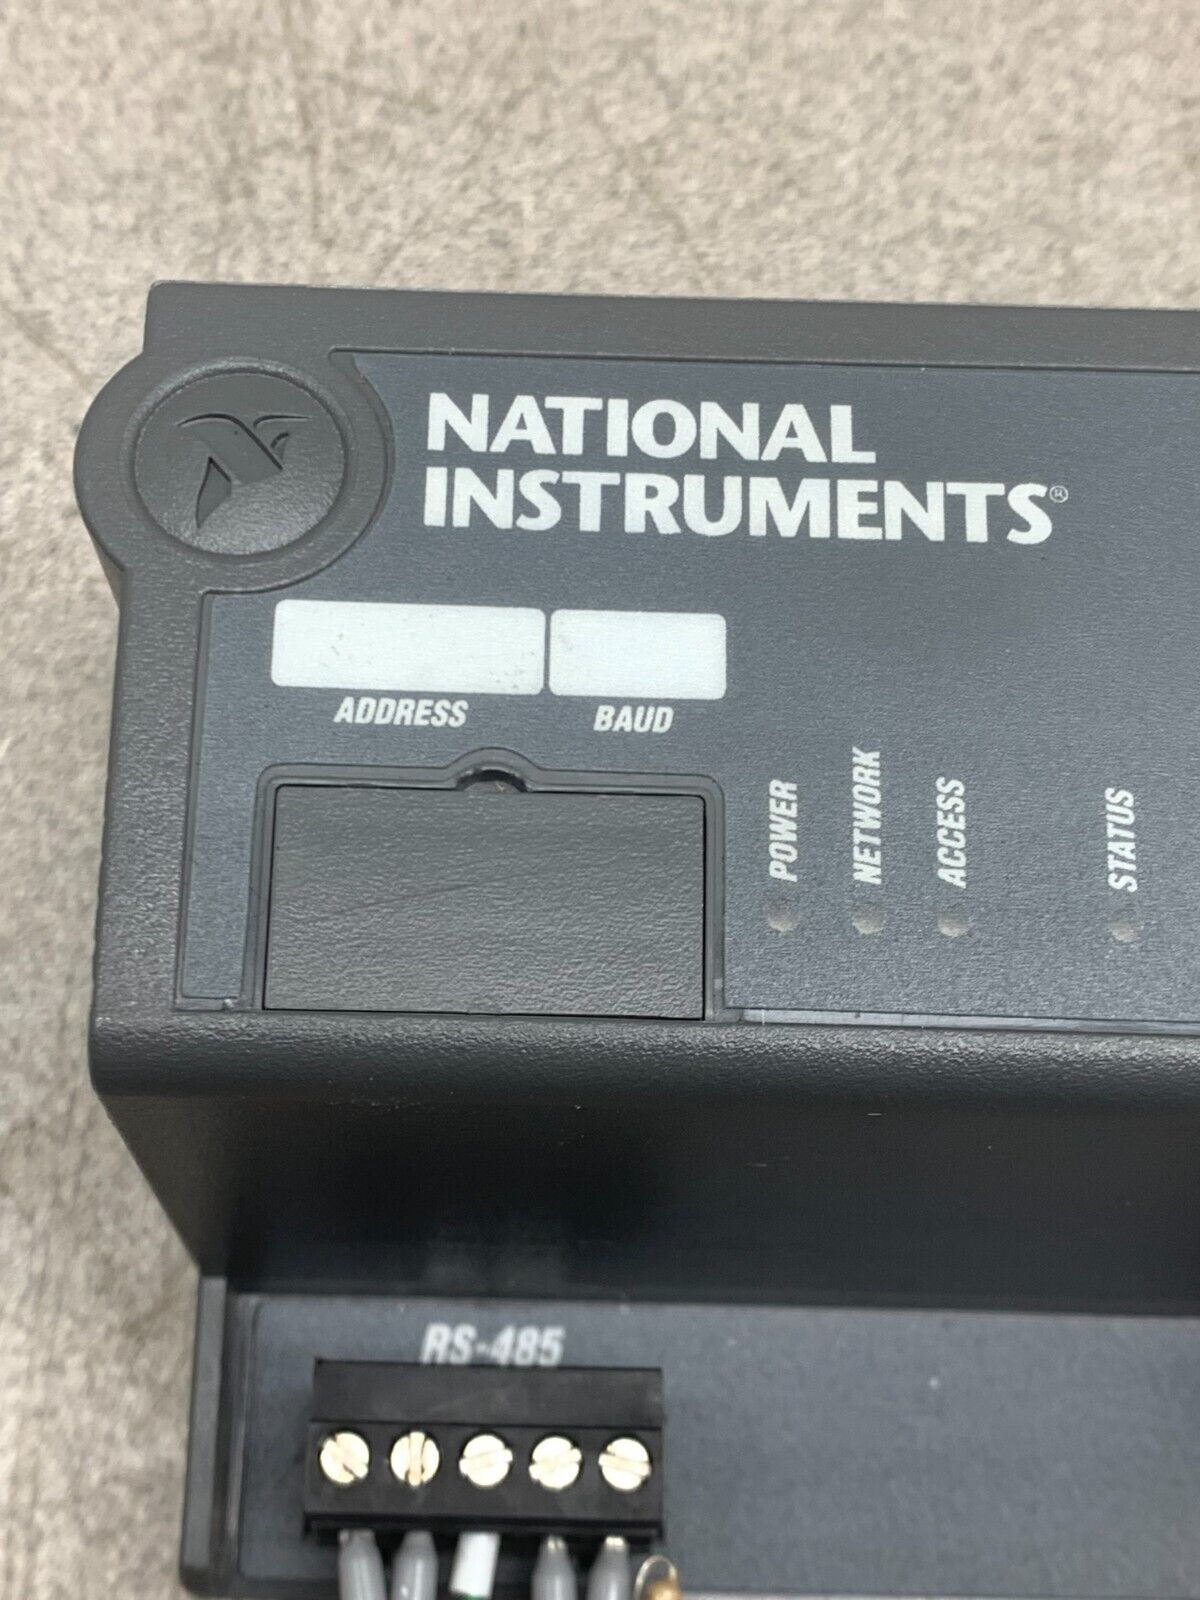 NATIONAL
INSTRUMENTS®
ADDRESS BAUD
POWER
NETWORK
ACCESS
STATUS
RS-485